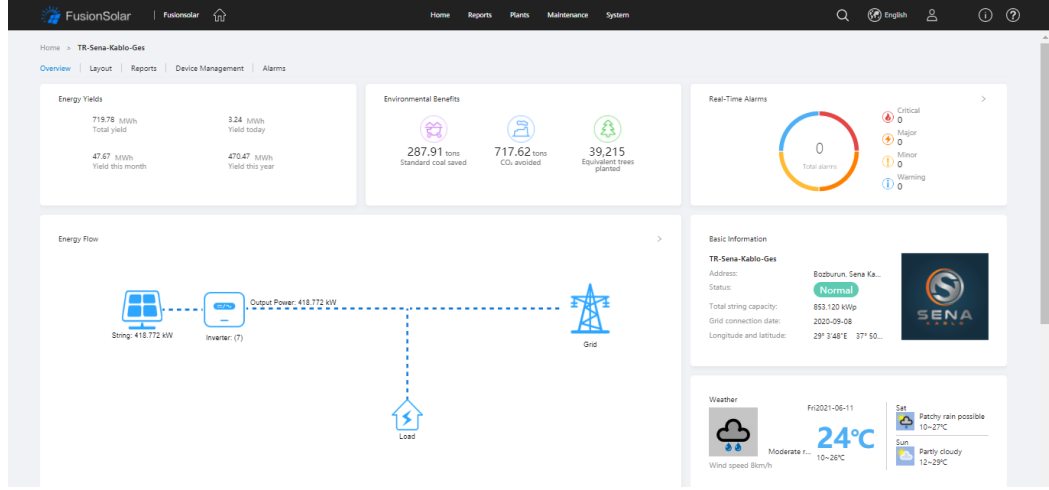 FusionSolar
Fusionsolar
Home Reports Plants Maintenance System
English
Home > TR-Sena-Kablo-Ges
Overview Layout Reports Device Management Alarms
Energy Yields
719.78 MWh
Total yield
3.24 MWh
Yield today
47.67 MWh
Yield this month
470.47 MWh
Yield this year
Environmental Benefits
287.91 tons
Standard coal saved
717.62 tons
CO₂ avoided
39,215
Equivalent trees
planted
Real-Time Alarms
0
Total alarms
Critical
0
Major
0
Minor
0
Warning
0
Energy Flow
String: 418.772 kW
Inverter: (7)
Output Power: 418.772 kW
Grid
Load
Basic Information
TR-Sena-Kablo-Ges
Address: Bozburun, Sena Ka...
Status: Normal
Total string capacity: 853.120 kWp
Grid connection date: 2020-09-08
Longitude and latitude: 29° 3'48"E 37° 50...
SENA
KABLO
Weather
Fri2021-06-11
Moderate r...
24℃
10~26℃
Wind speed 8km/h
Sat
Patchy rain possible
10~27℃
Sun
Partly cloudy
12~29℃